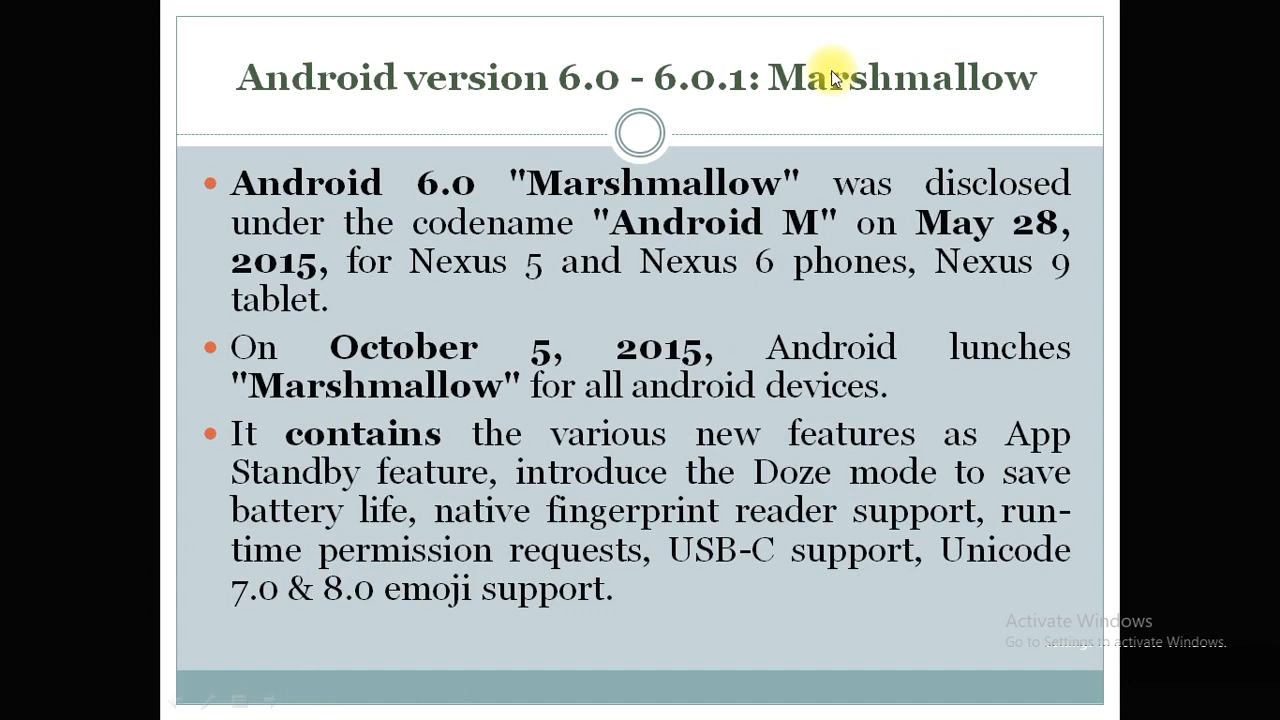 Android version 6.0 - 6.0.1: Marshmallow
Android 6.0 "Marshmallow" was disclosed
under the codename "Android M" on May 28,
2015, for Nexus 5 and Nexus 6 phones, Nexus 9
tablet.
On October 5, 2015, Android lunches
"Marshmallow" for all android devices.
It contains the various new features as App
Standby feature, introduce the Doze mode to save
battery life, native fingerprint reader support, run-
time permission requests, USB-C support, Unicode
7.0 & 8.0 emoji support.
Activate Windows
Go to Settings to activate Windows.